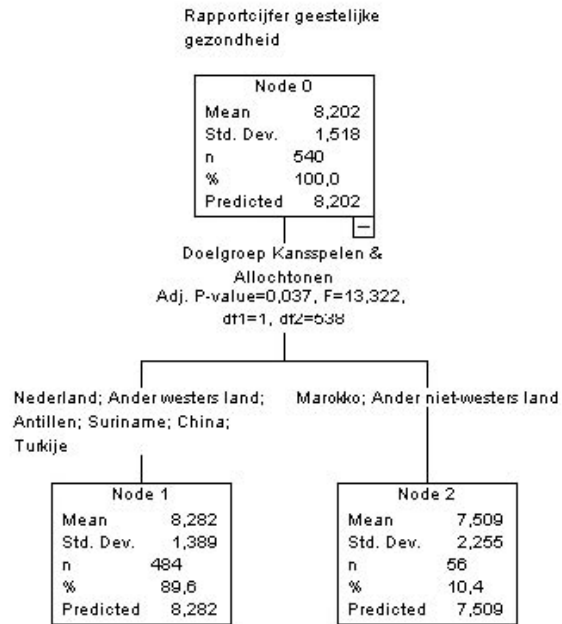 Rapportcijfer geestelijke
gezondheid
Node 0
Mean 8,202
Std. Dev. 1,518
n 540
% 100,0
Predicted 8,202
Doelgroep Kansspelen &
Allochtonen
Adj. P-value=0,037, F=13,322,
df1=1, df2=538
Nederland; Ander westers land;
Antillen; Suriname; China;
Turkije
Marokko; Ander niet-westers land
Node 1
Mean 8,282
Std. Dev. 1,389
n 484
% 89,6
Predicted 8,282
Node 2
Mean 7,509
Std. Dev. 2,255
n 56
% 10,4
Predicted 7,509